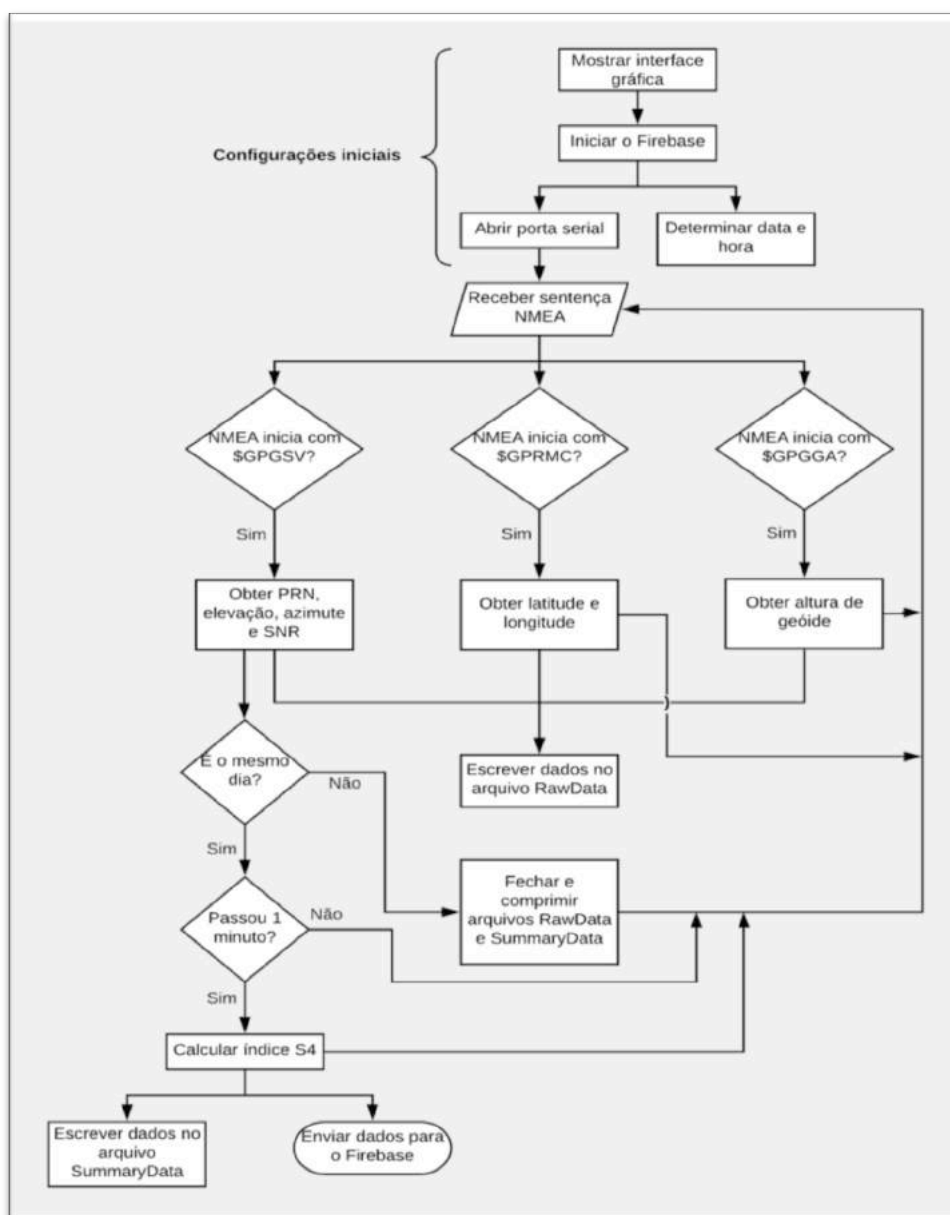 Mostrar interface
gráfica
Configurações iniciais
Iniciar o Firebase
Abrir porta serial
Determinar data e
hora
Receber sentença
NMEA
NMEA inicia com
$GPGSV?
NMEA inicia com
$GPRMC?
NMEA inicia com
$GPGGA?
Sim
Sim
Sim
Obter PRN,
elevação, azimute
e SNR
Obter latitude e
longitude
Obter altura de
geóide
É o mesmo
dia?
Não
Escrever dados no
arquivo RawData
Sim
Passou 1
minuto?
Não
Fechar e
comprimir
arquivos RawData
e SummaryData
Sim
Calcular índice S4
Escrever dados no
arquivo
SummaryData
Enviar dados para
o Firebase